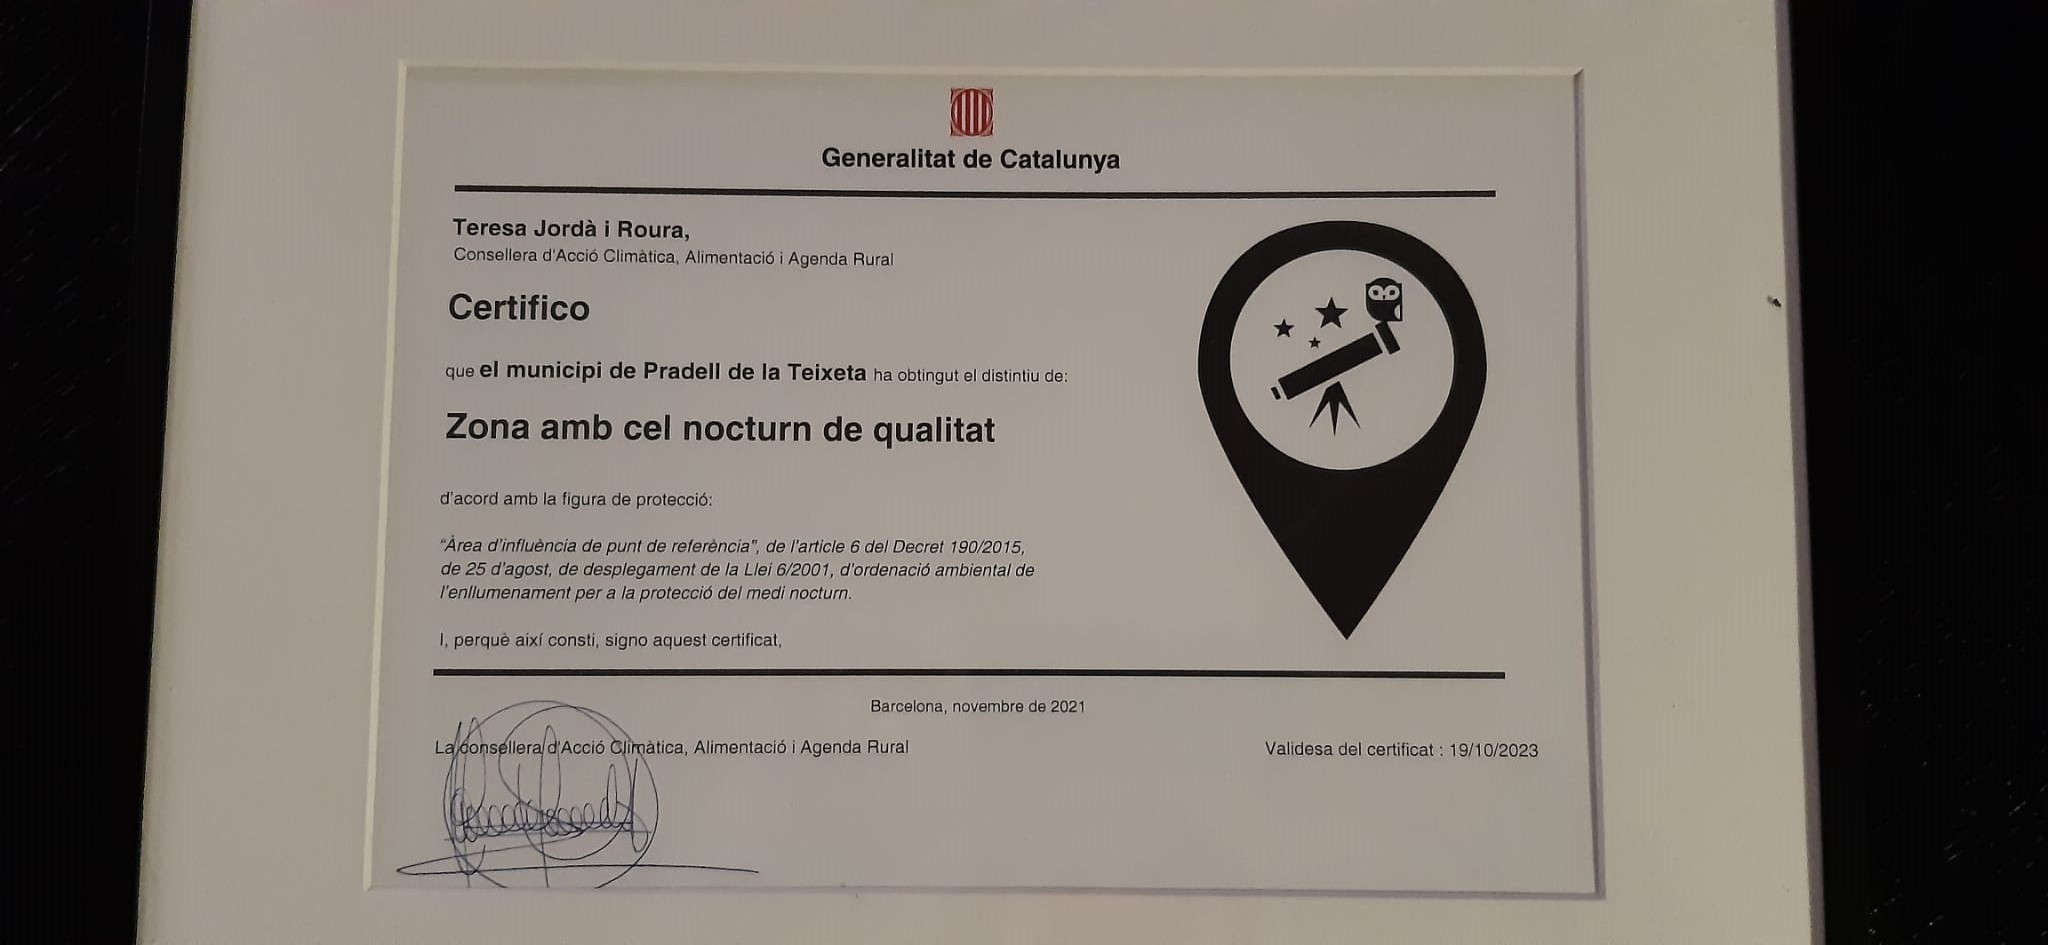 Generalitat de Catalunya
Teresa Jordà i Roura,
Consellera d'Acció Climàtica, Alimentació i Agenda Rural
Certifico
que el municipi de Pradell de la Teixeta ha obtingut el distintiu de:
Zona amb cel nocturn de qualitat
d'acord amb la figura de protecció:
“Àrea d'influència de punt de referència”, de l'article 6 del Decret 190/2015,
de 25 d'agost, de desplegament de la Llei 6/2001, d'ordenació ambiental de
l'enllumenament per a la protecció del medi nocturn.
I, perquè així consti, signo aquest certificat,
Barcelona, novembre de 2021
La consellera d'Acció Climàtica, Alimentació i Agenda Rural
Validesa del certificat : 19/10/2023